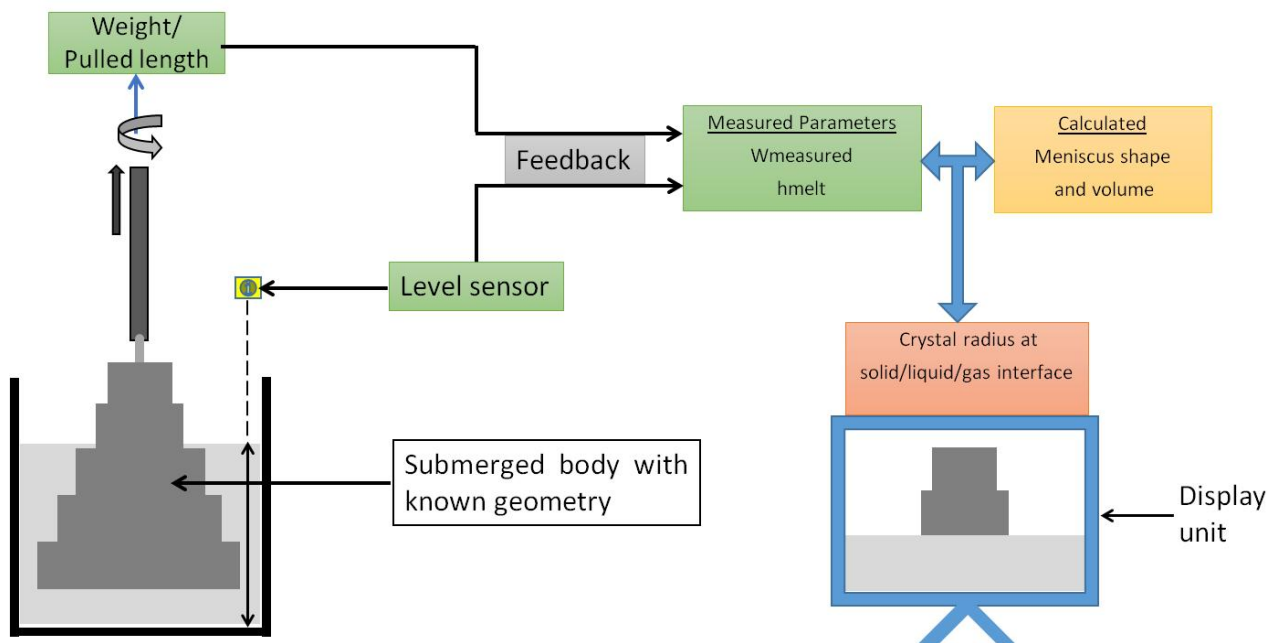 Weight/
Pulled length
Feedback
Level sensor
Measured Parameters
Wmeasured
hmelt
Calculated
Meniscus shape
and volume
Crystal radius at
solid/liquid/gas interface
Submerged body with
known geometry
Display
unit